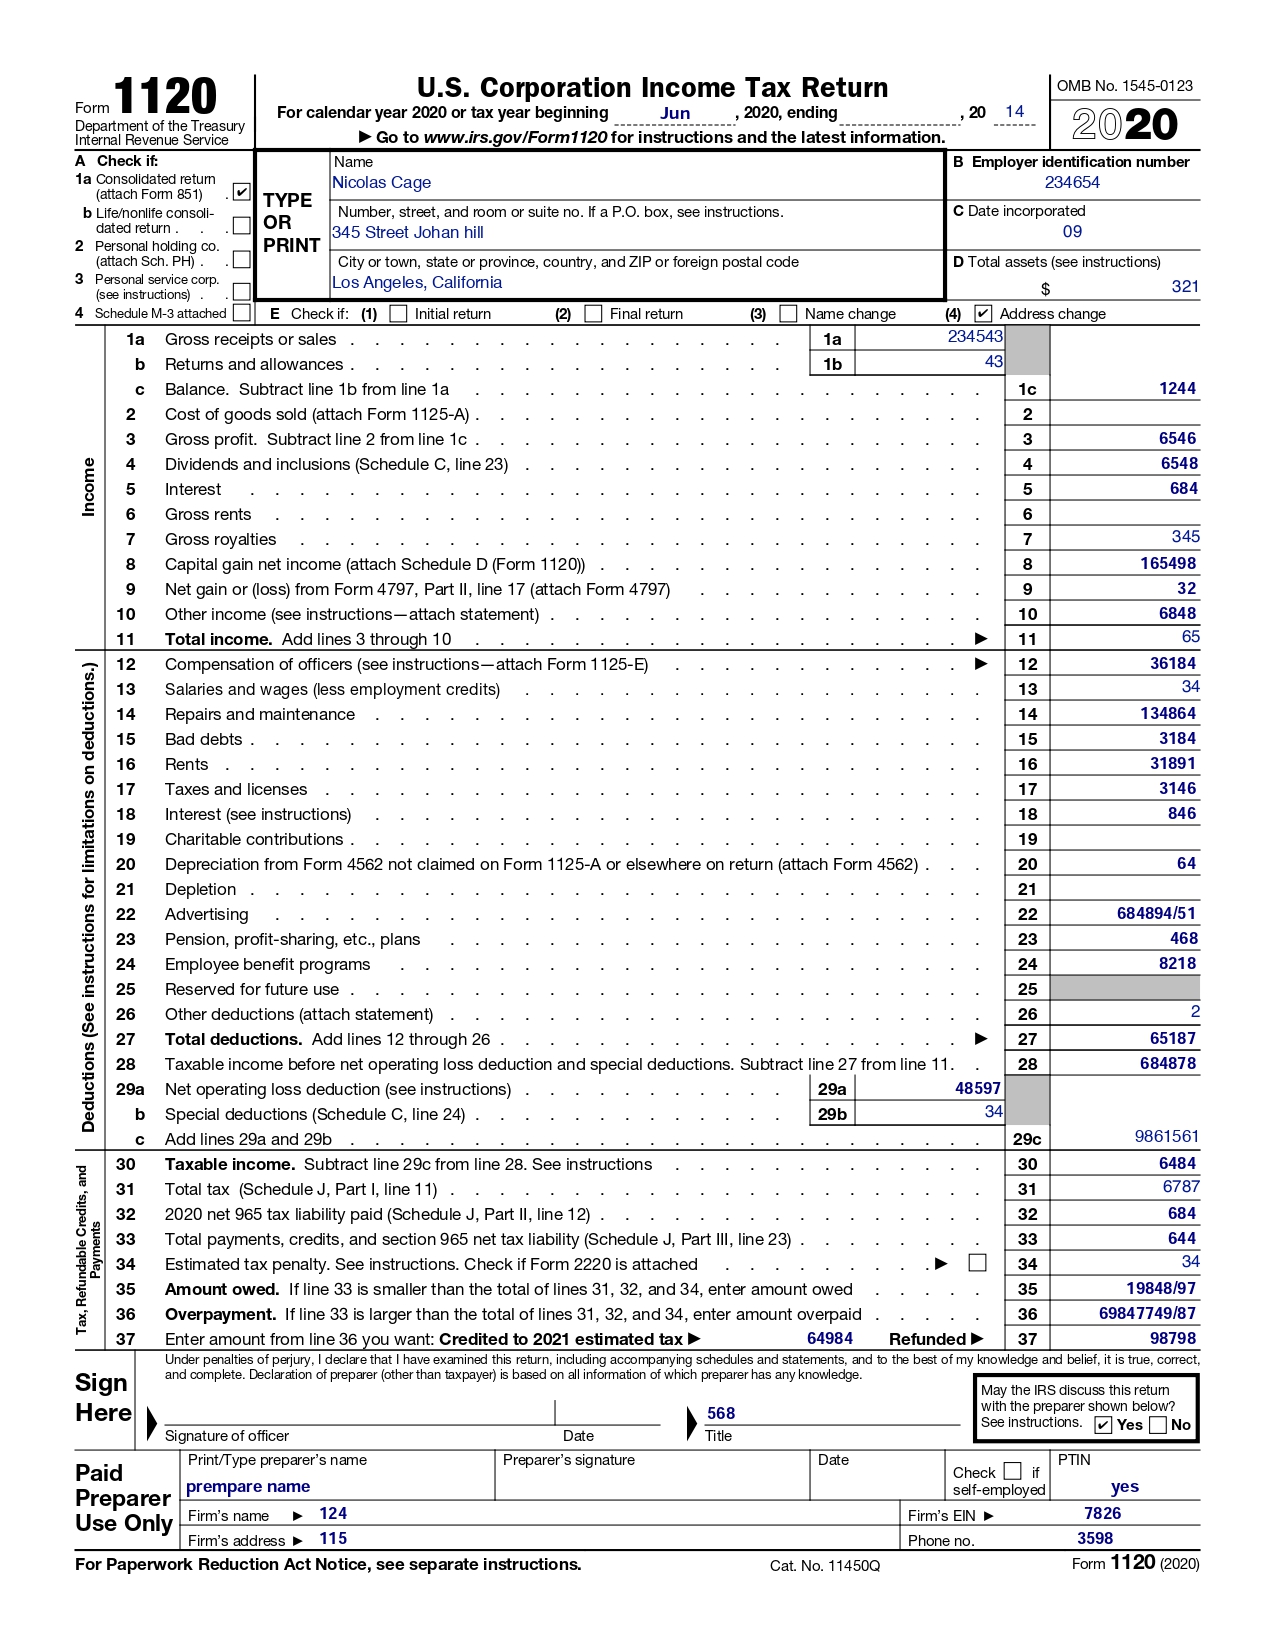 Form 1120
Department of the Treasury
Internal Revenue Service
U.S. Corporation Income Tax Return
For calendar year 2020 or tax year beginning Jun , 2020, ending , 20 14
▶ Go to www.irs.gov/Form1120 for instructions and the latest information.
OMB No. 1545-0123
2020
A Check if:
1a Consolidated return
(attach Form 851) . ✔
b Life/nonlife consoli-
dated return . . .
2 Personal holding co.
(attach Sch. PH) . .
3 Personal service corp.
(see instructions) . .
4 Schedule M-3 attached
TYPE
OR
PRINT
Name
Nicolas Cage
Number, street, and room or suite no. If a P.O. box, see instructions.
345 Street Johan hill
City or town, state or province, country, and ZIP or foreign postal code
Los Angeles, California
B Employer identification number
234654
C Date incorporated
09
D Total assets (see instructions)
$ 321
E Check if: (1) Initial return (2) Final return (3) Name change (4) ✔ Address change
Income
1a Gross receipts or sales 1a 234543
b Returns and allowances 1b 43
c Balance. Subtract line 1b from line 1a 1c 1244
2 Cost of goods sold (attach Form 1125-A) 2
3 Gross profit. Subtract line 2 from line 1c 3 6546
4 Dividends and inclusions (Schedule C, line 23) 4 6548
5 Interest 5 684
6 Gross rents 6
7 Gross royalties 7 345
8 Capital gain net income (attach Schedule D (Form 1120)) 8 165498
9 Net gain or (loss) from Form 4797, Part II, line 17 (attach Form 4797) 9 32
10 Other income (see instructions—attach statement) 10 6848
11 Total income. Add lines 3 through 10 ▶ 11 65
Deductions (See instructions for limitations on deductions.)
12 Compensation of officers (see instructions—attach Form 1125-E) ▶ 12 36184
13 Salaries and wages (less employment credits) 13 34
14 Repairs and maintenance 14 134864
15 Bad debts 15 3184
16 Rents 16 31891
17 Taxes and licenses 17 3146
18 Interest (see instructions) 18 846
19 Charitable contributions 19
20 Depreciation from Form 4562 not claimed on Form 1125-A or elsewhere on return (attach Form 4562) 20 64
21 Depletion 21
22 Advertising 22 684894/51
23 Pension, profit-sharing, etc., plans 23 468
24 Employee benefit programs 24 8218
25 Reserved for future use 25
26 Other deductions (attach statement) 26 2
27 Total deductions. Add lines 12 through 26 ▶ 27 65187
28 Taxable income before net operating loss deduction and special deductions. Subtract line 27 from line 11 28 684878
29a Net operating loss deduction (see instructions) 29a 48597
b Special deductions (Schedule C, line 24) 29b 34
c Add lines 29a and 29b 29c 9861561
Tax, Refundable Credits, and
Payments
30 Taxable income. Subtract line 29c from line 28. See instructions 30 6484
31 Total tax (Schedule J, Part I, line 11) 31 6787
32 2020 net 965 tax liability paid (Schedule J, Part II, line 12) 32 684
33 Total payments, credits, and section 965 net tax liability (Schedule J, Part III, line 23) 33 644
34 Estimated tax penalty. See instructions. Check if Form 2220 is attached ▶ 34 34
35 Amount owed. If line 33 is smaller than the total of lines 31, 32, and 34, enter amount owed 35 19848/97
36 Overpayment. If line 33 is larger than the total of lines 31, 32, and 34, enter amount overpaid 36 69847749/87
37 Enter amount from line 36 you want: Credited to 2021 estimated tax ▶ 64984 Refunded ▶ 37 98798
Sign
Here
Under penalties of perjury, I declare that I have examined this return, including accompanying schedules and statements, and to the best of my knowledge and belief, it is true, correct,
and complete. Declaration of preparer (other than taxpayer) is based on all information of which preparer has any knowledge.
568
Signature of officer Date Title
May the IRS discuss this return
with the preparer shown below?
See instructions. ✔ Yes No
Paid
Preparer
Use Only
Print/Type preparer's name
prempare name
Preparer's signature
Date
Check if
self-employed
PTIN
yes
Firm's name ▶ 124
Firm's EIN ▶ 7826
Firm's address ▶ 115
Phone no. 3598
For Paperwork Reduction Act Notice, see separate instructions. Cat. No. 11450Q Form 1120 (2020)